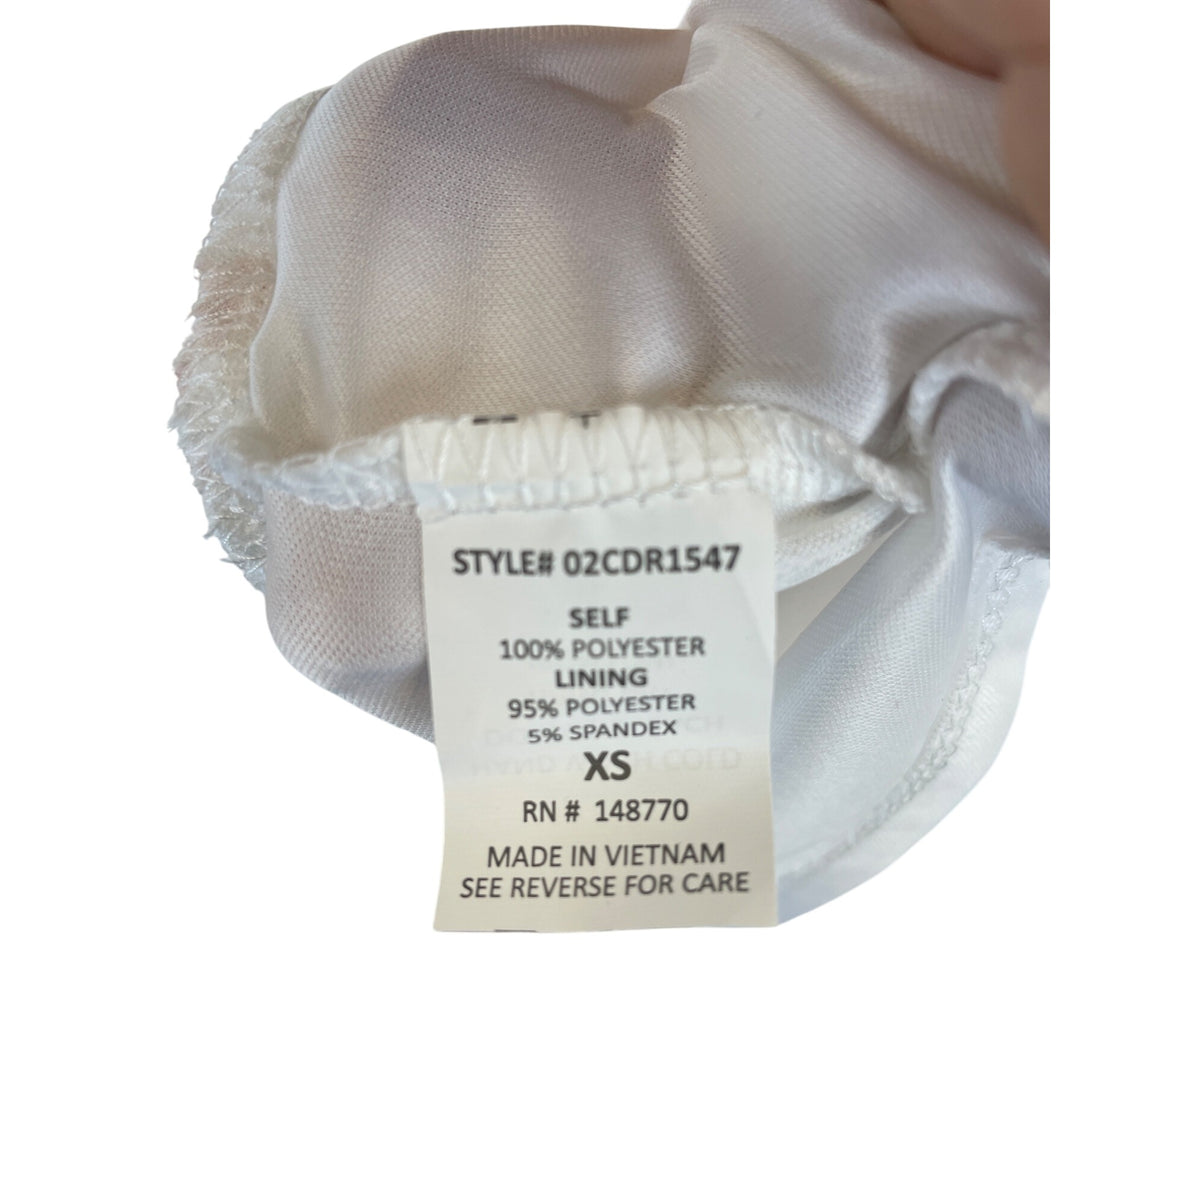 STYLE# 02CDR1547
SELF
100% POLYESTER
LINING
95% POLYESTER
5% SPANDEX
XS
RN # 148770
MADE IN VIETNAM
SEE REVERSE FOR CARE